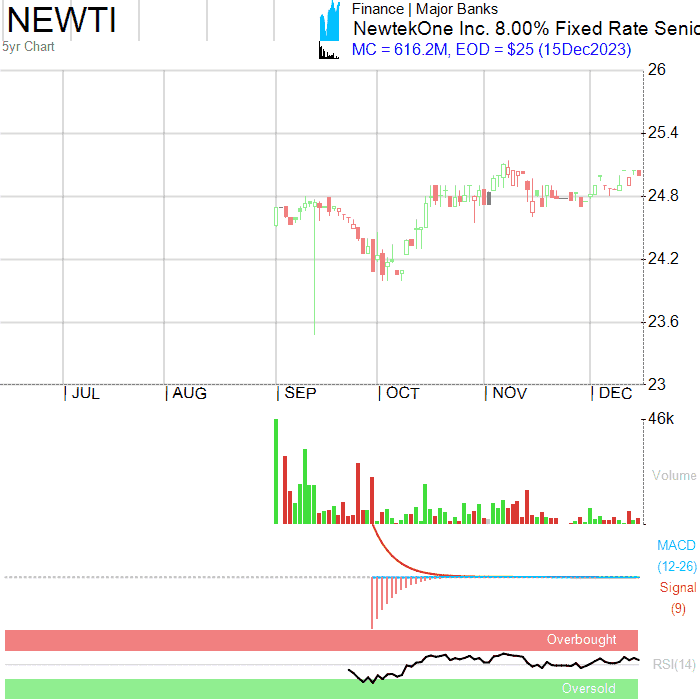 NEWTI
5yr Chart
Finance | Major Banks
NewtekOne Inc. 8.00% Fixed Rate Senio
MC = 616.2M, EOD = $25 (15Dec2023)
26
25.4
24.8
24.2
23.6
23
JUL AUG SEP OCT NOV DEC
46k
Volume
MACD
(12-26)
Signal
(9)
Overbought
RSI(14)
Oversold